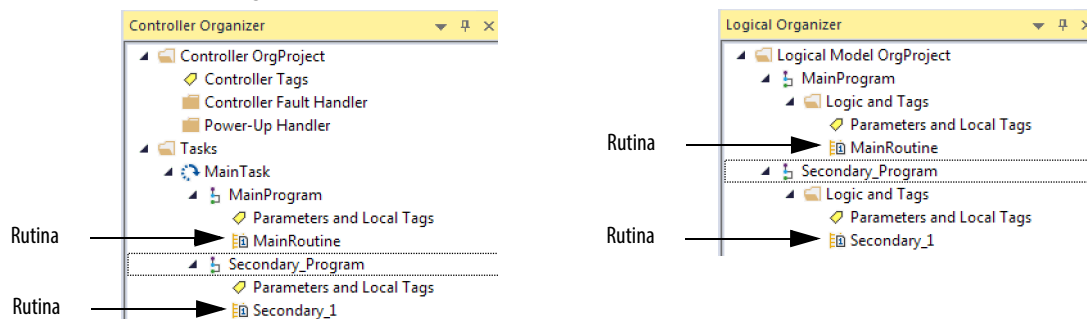 Controller Organizer
Controller OrgProject
Controller Tags
Controller Fault Handler
Power-Up Handler
Tasks
MainTask
MainProgram
Parameters and Local Tags
Rutina
MainRoutine
Secondary_Program
Parameters and Local Tags
Rutina
Secondary_1
Logical Organizer
Logical Model OrgProject
MainProgram
Logic and Tags
Parameters and Local Tags
Rutina
MainRoutine
Secondary_Program
Logic and Tags
Parameters and Local Tags
Rutina
Secondary_1